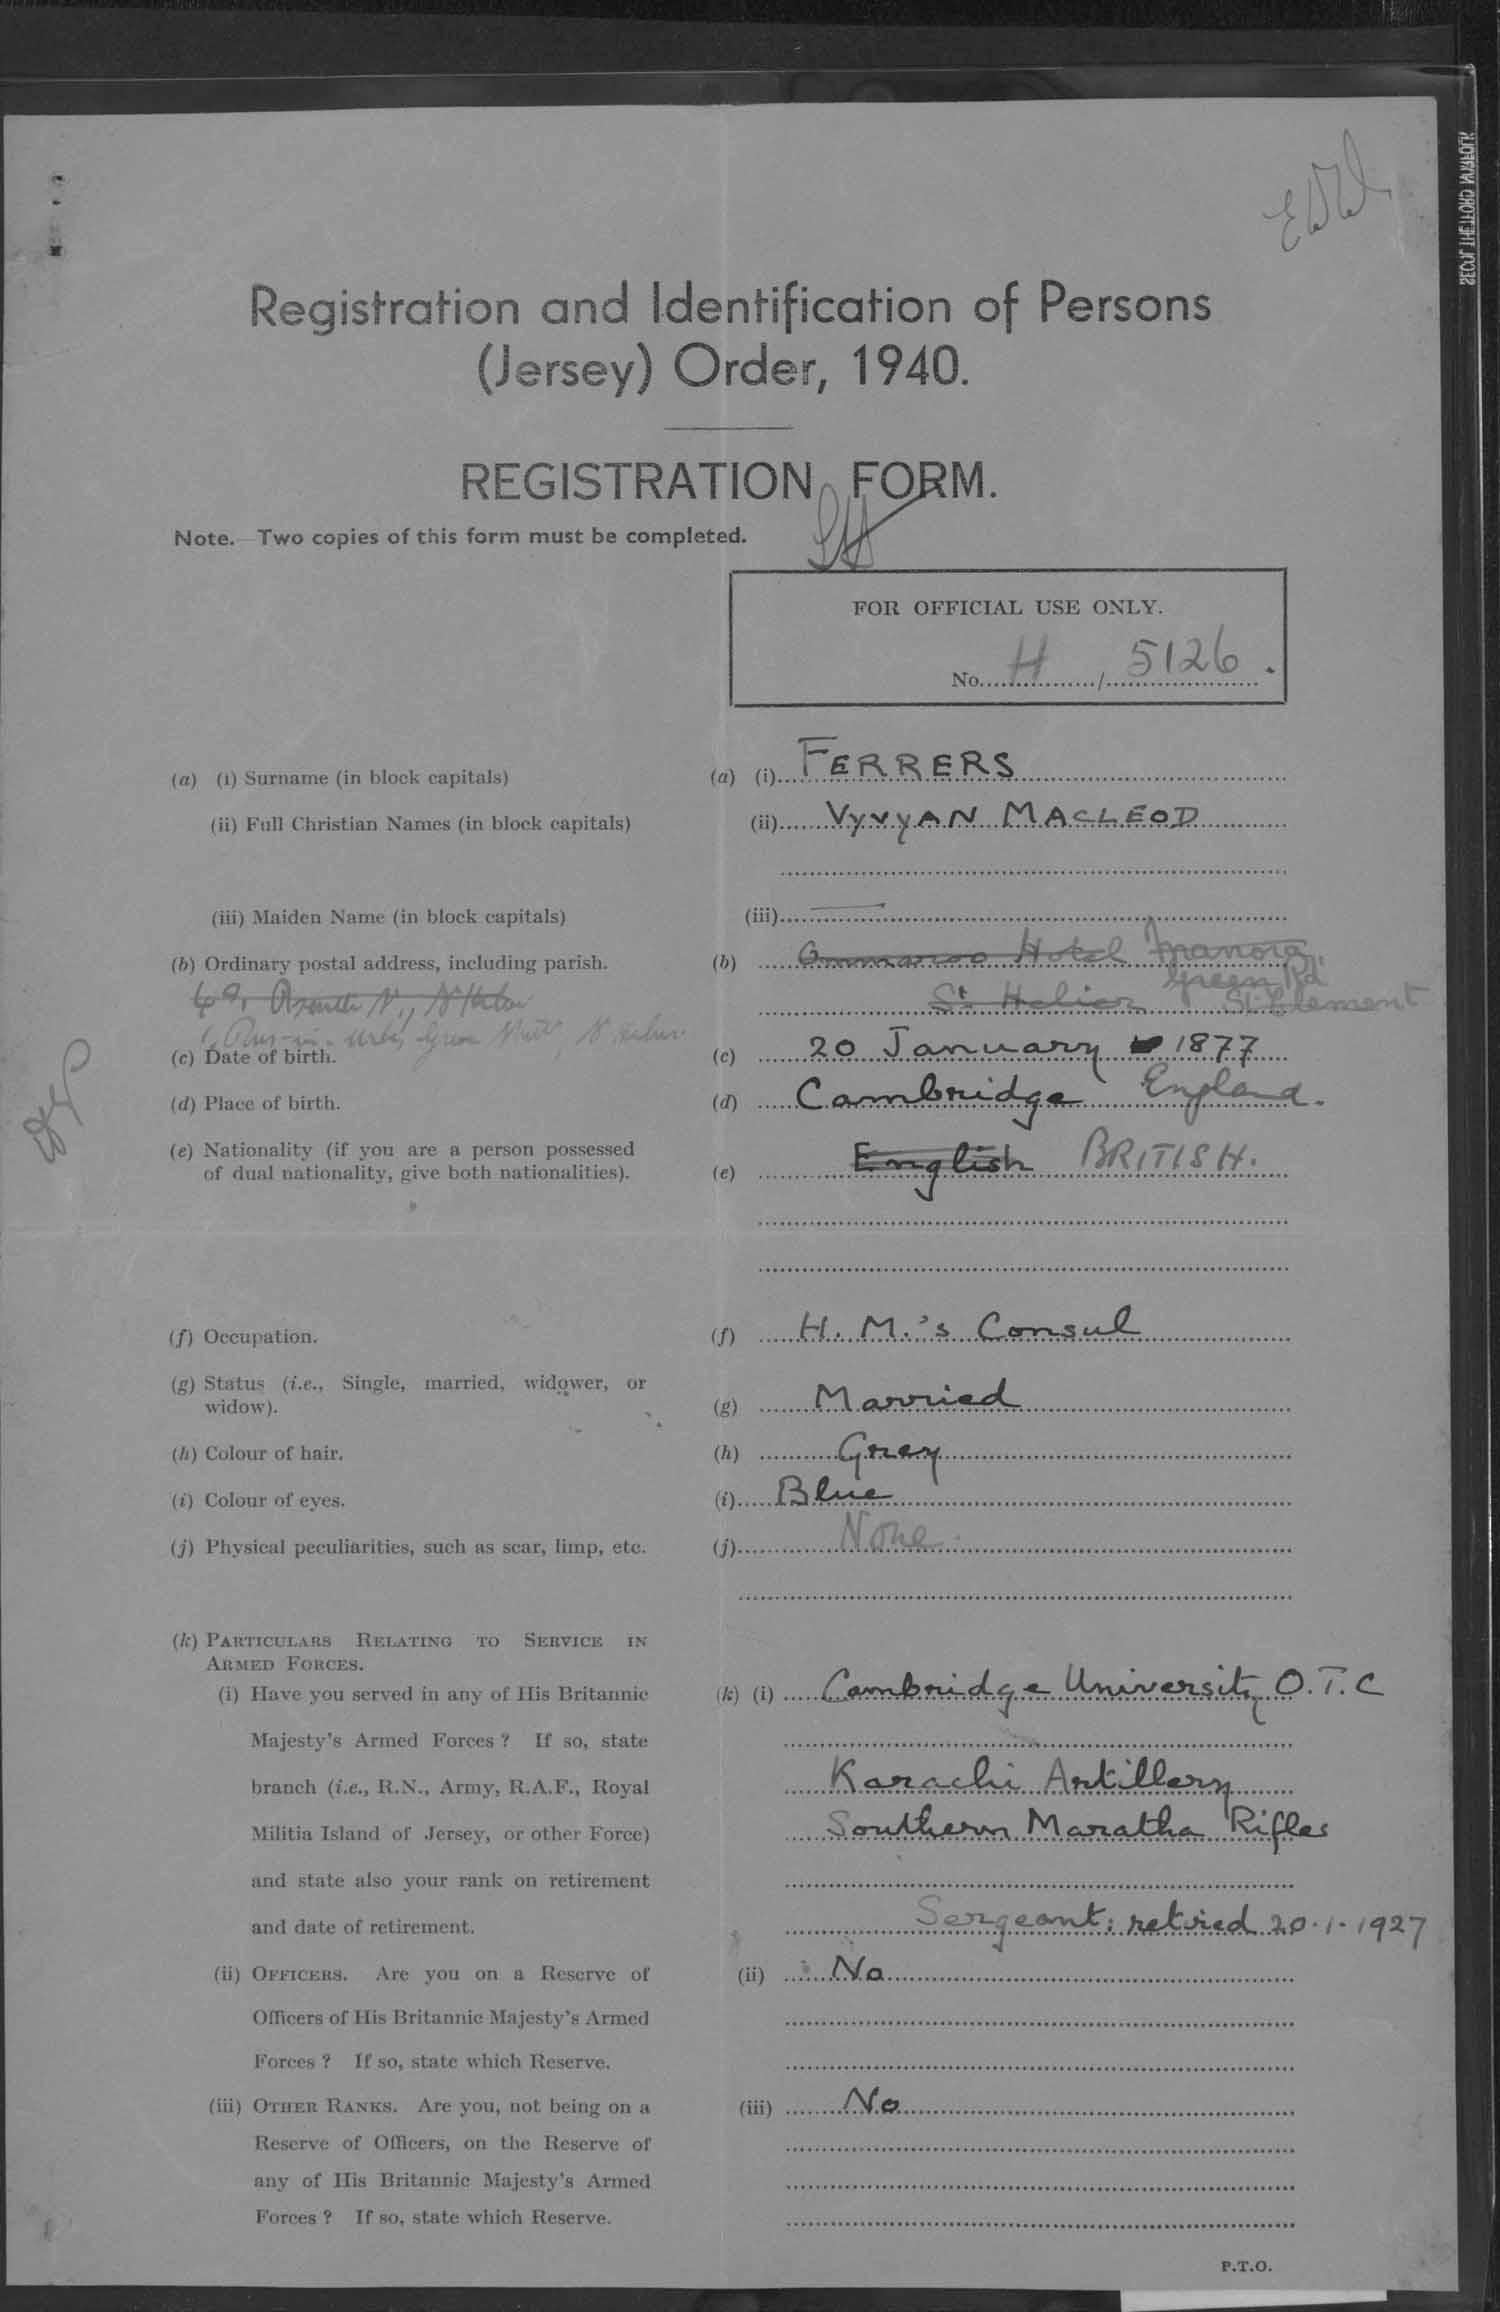 Registration and Identification of Persons
(Jersey) Order, 1940.
REGISTRATION FORM.
Note. Two copies of this form must be completed.
FOR OFFICIAL USE ONLY.
No. H / 5126.
(a) (i) Surname (in block capitals) (a) (i) FERRERS
(ii) Full Christian Names (in block capitals) (ii) VYVYAN MACLEOD
(iii) Maiden Name (in block capitals) (iii) —
(b) Ordinary postal address, including parish. (b) Ommaroo Hotel
Green Rd
St. Helier St Clement
(c) Date of birth. (c) 20 January 1877
(d) Place of birth. (d) Cambridge England.
(e) Nationality (if you are a person possessed
of dual nationality, give both nationalities). (e) English BRITISH.
(f) Occupation. (f) H. M.'s Consul
(g) Status (i.e., Single, married, widower, or
widow). (g) Married
(h) Colour of hair. (h) Grey
(i) Colour of eyes. (i) Blue
(j) Physical peculiarities, such as scar, limp, etc. (j) None.
(k) PARTICULARS RELATING TO SERVICE IN
ARMED FORCES.
(i) Have you served in any of His Britannic (k) (i) Cambridge University O.T.C
Majesty's Armed Forces? If so, state
branch (i.e., R.N., Army, R.A.F., Royal Karachi Artillery
Militia Island of Jersey, or other Force) Southern Maratha Rifles
and state also your rank on retirement
and date of retirement. Sergeant: retired 20.1.1927
(ii) OFFICERS. Are you on a Reserve of (ii) No
Officers of His Britannic Majesty's Armed
Forces? If so, state which Reserve.
(iii) OTHER RANKS. Are you, not being on a (iii) No
Reserve of Officers, on the Reserve of
any of His Britannic Majesty's Armed
Forces? If so, state which Reserve.
P.T.O.